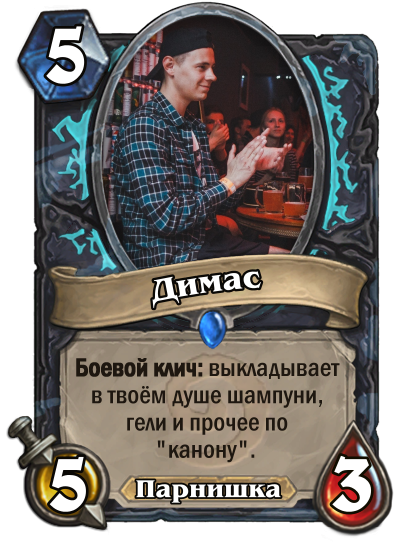 5
Димас
Боевой клич: выкладывает
в твоём душе шампуни,
гели и прочее по
"канону".
5
Парнишка
3